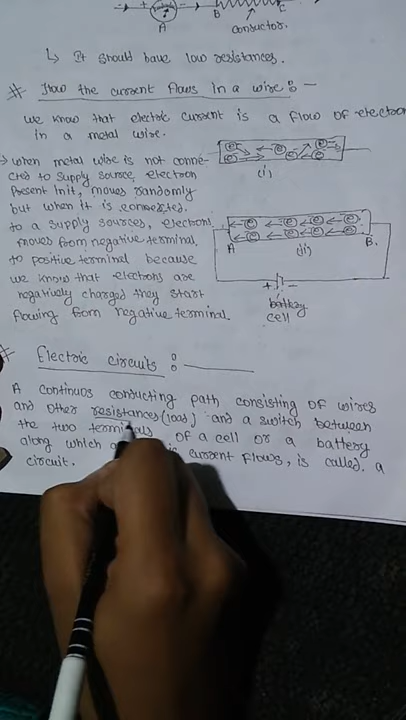 - +
A
B
C
conductor.
↳ It should have low resistances.
# How the current flows in a wire :-
we know that electric current is a flow of electron
in a metal wire.
→ when metal wire is not conne-
cted to supply source, electron
Present init, moves randomly
but when it is connected.
to a supply sources, electrons
moves from negative terminal,
to positive terminal because
we know that electrons are
negatively charged they start
flowing from negative terminal.
(i)
A
(ii)
B.
battery
cell
Electric circuits :
A continuos conducting path consisting of wires
and other resistances (load) and a switch between
the two terminals of a cell or a battery
along which current flows, is called, a
circuit.